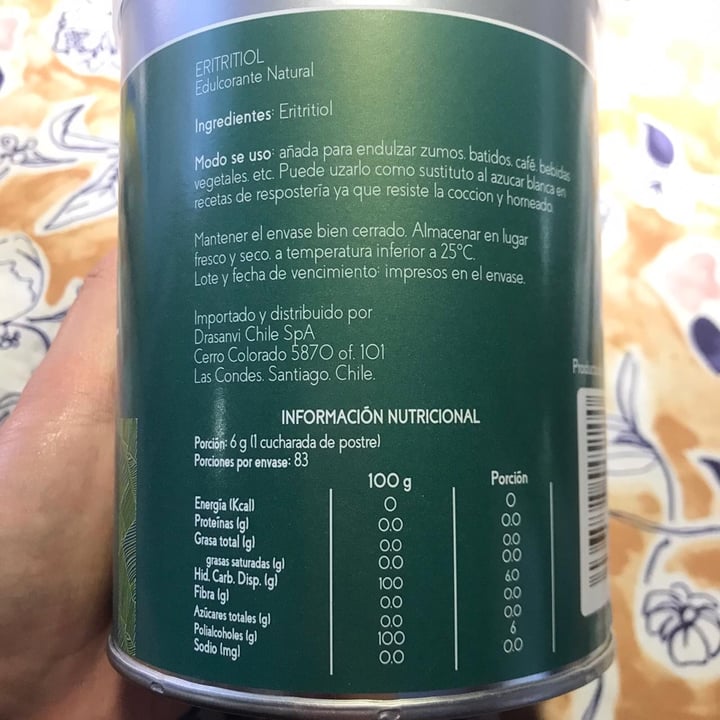 ERITRITIOL
Edulcorante Natural
Ingredientes: Eritritiol
Modo se uso: añada para endulzar zumos. batidos. café. bebidas
vegetales. etc. Puede uzarlo como sustituto al azucar blanca en
recetas de respostería ya que resiste la coccion y horneado.
Mantener el envase bien cerrado. Almacenar en lugar
fresco y seco. a temperatura inferior a 25°C.
Lote y fecha de vencimiento: impresos en el envase.
Importado y distribuido por
Drasanvi Chile SpA
Cerro Colorado 5870 of. 101
Las Condes. Santiago. Chile.
INFORMACIÓN NUTRICIONAL
Porción: 6 g (1 cucharada de postre)
Porciones por envase: 83
100 g Porción
Energía (Kcal) 0 0
Proteínas (g) 0.0 0.0
Grasa total (g) 0.0 0.0
grasas saturadas (g) 0.0 0.0
Hid. Carb. Disp. (g) 100 6.0
Fibra (g) 0.0 0.0
Azúcares totales (g) 0.0 0.0
Polialcoholes (g) 100 6
Sodio (mg) 0.0 0.0